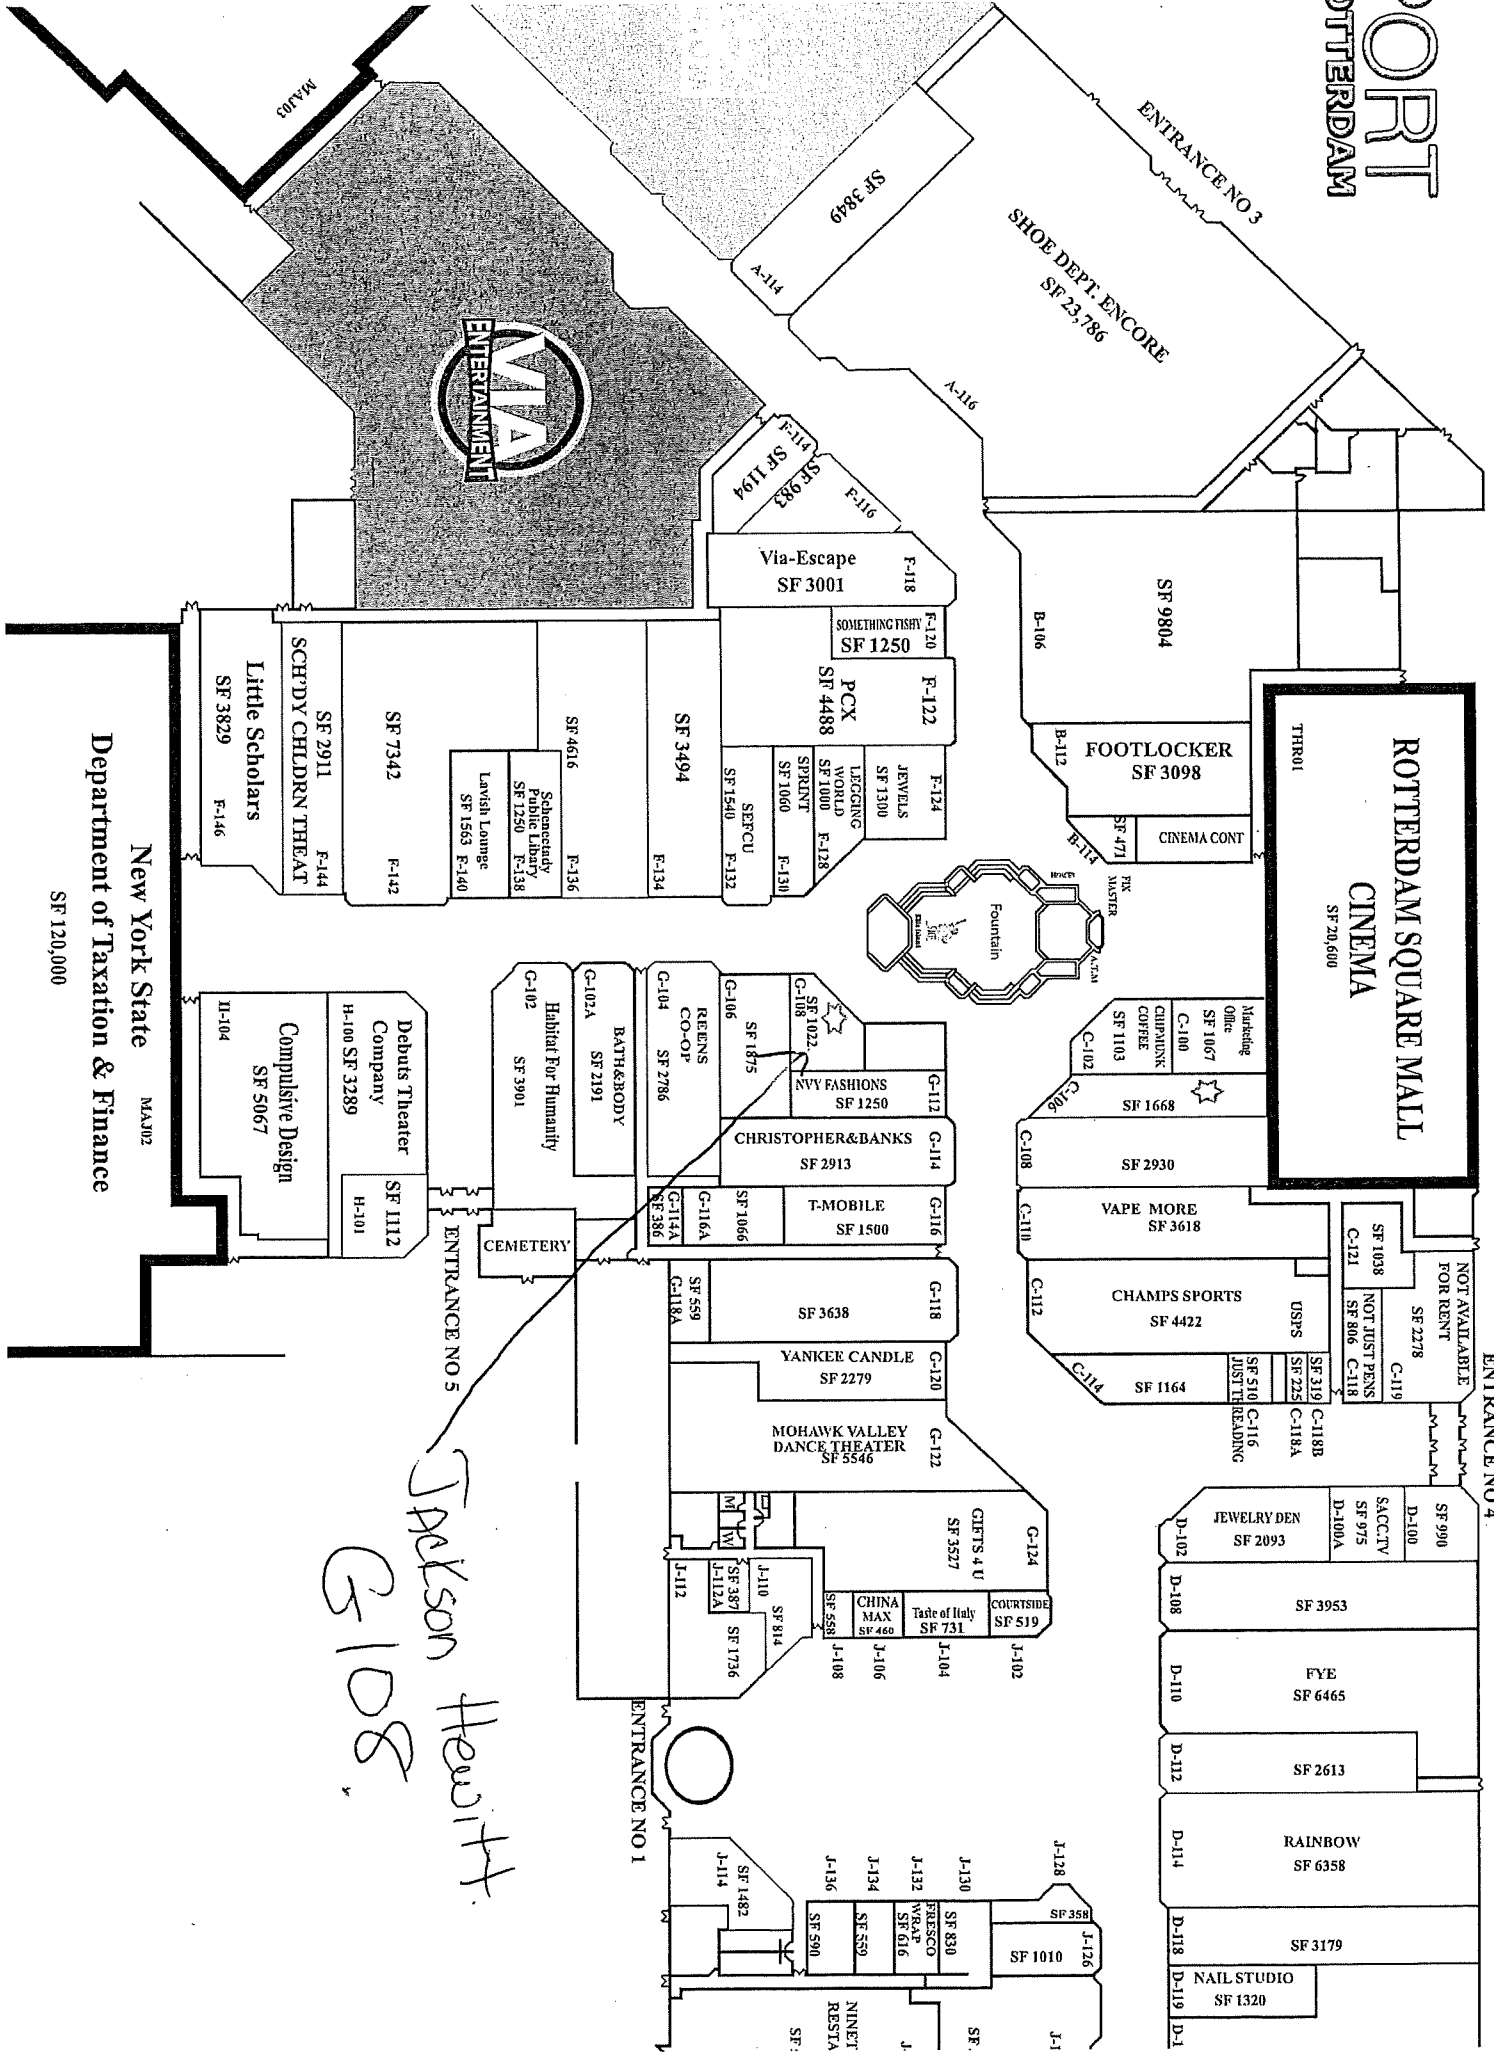 PORT
OTTERDAM
ENTRANCE NO 3
MAJ03
SF 3849
A-114
SHOE DEPT. ENCORE
SF 23,786
A-116
VIA
ENTERTAINMENT
F-114
SF 1194
SF 983
F-116
Via-Escape
SF 3001
F-118
SF 9804
B-106
SOMETHING FISHY
SF 1250
F-120
PCX
SF 4488
F-122
FOOTLOCKER
SF 3098
B-112
SF 471
B-114
CINEMA CONT
THR01
ROTTERDAM SQUARE MALL
CINEMA
SF 20,600
JEWELS
SF 1300
F-124
LEGGING
WORLD
SF 1000
F-128
SPRINT
SF 1060
F-130
SEFCU
SF 1540
F-132
SF 3494
F-134
SF 4616
F-136
Schenectady
Public Libary
SF 1250
F-138
Lavish Lounge
SF 1563
F-140
SF 7342
F-142
SF 2911
SCH'DY CHLDRN THEAT
F-144
Little Scholars
SF 3829
F-146
New York State
MAJ02
Department of Taxation & Finance
SF 120,000
FIX
MASTER
Fountain
A.T.M
Marketing
Office
SF 1067
C-100
CHIPMUNK
COFFEE
SF 1103
C-102
SF 1668
C-106
SF 2930
C-108
VAPE MORE
SF 3618
C-110
CHAMPS SPORTS
SF 4422
C-112
USPS
SF 1164
C-114
SF 510
JUST THREADING
C-116
SF 225
C-118A
SF 319
C-118B
SF 1038
C-121
NOT JUST PENS
SF 806
C-118
SF 2278
C-119
NOT AVAILABLE
FOR RENT
ENTRANCE NO 4
SF 1022
G-108
SF 1875
G-106
NVY FASHIONS
SF 1250
G-112
CHRISTOPHER&BANKS
SF 2913
G-114
REENS
CO-OP
G-104
SF 2786
BATH&BODY
SF 2191
G-102A
Habitat For Humanity
SF 3901
G-102
T-MOBILE
SF 1500
G-116
SF 1066
G-116A
G-114A
SF 386
Debuts Theater
Company
H-100
SF 3289
SF 1112
H-101
Compulsive Design
SF 5067
H-104
CEMETERY
ENTRANCE NO 5
SF 3638
G-118
SF 559
G-118A
YANKEE CANDLE
SF 2279
G-120
MOHAWK VALLEY
DANCE THEATER
SF 5546
G-122
GIFTS 4 U
SF 3527
G-124
M
W
COURTSIDE
SF 519
J-102
Taste of Italy
SF 731
J-104
CHINA
MAX
SF 460
J-106
SF 558
J-108
J-110
SF 814
SF 387
J-112A
J-112
SF 1736
Jackson Hewitt.
G-108.
ENTRANCE NO 1
SF 990
D-100
SACC.TV
SF 975
D-100A
JEWELRY DEN
SF 2093
D-102
SF 3953
D-108
FYE
SF 6465
D-110
SF 2613
D-112
RAINBOW
SF 6358
D-114
SF 3179
D-118
NAIL STUDIO
SF 1320
D-119
D-1
J-128
SF 358
SF 1010
J-126
J-130
SF 830
J-132
FRESCO
WRAP
SF 616
J-134
SF 559
J-136
SF 590
SF 1482
J-114
NINET
RESTA
SF
J-
SF
J-1